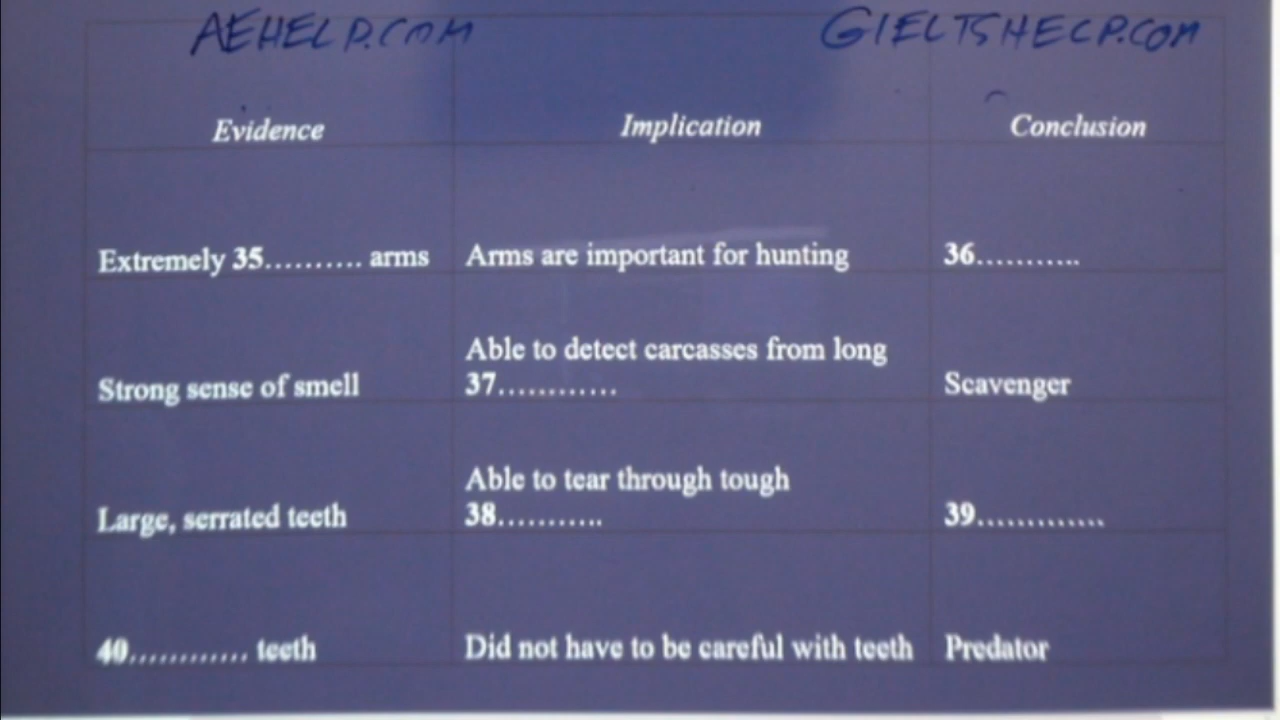 AEHELP.COM
GIELTSHELP.COM
Evidence Implication Conclusion
Extremely 35.......... arms Arms are important for hunting 36...........
Able to detect carcasses from long
Strong sense of smell 37............ Scavenger
Able to tear through tough
Large, serrated teeth 38........... 39.............
40............ teeth Did not have to be careful with teeth Predator